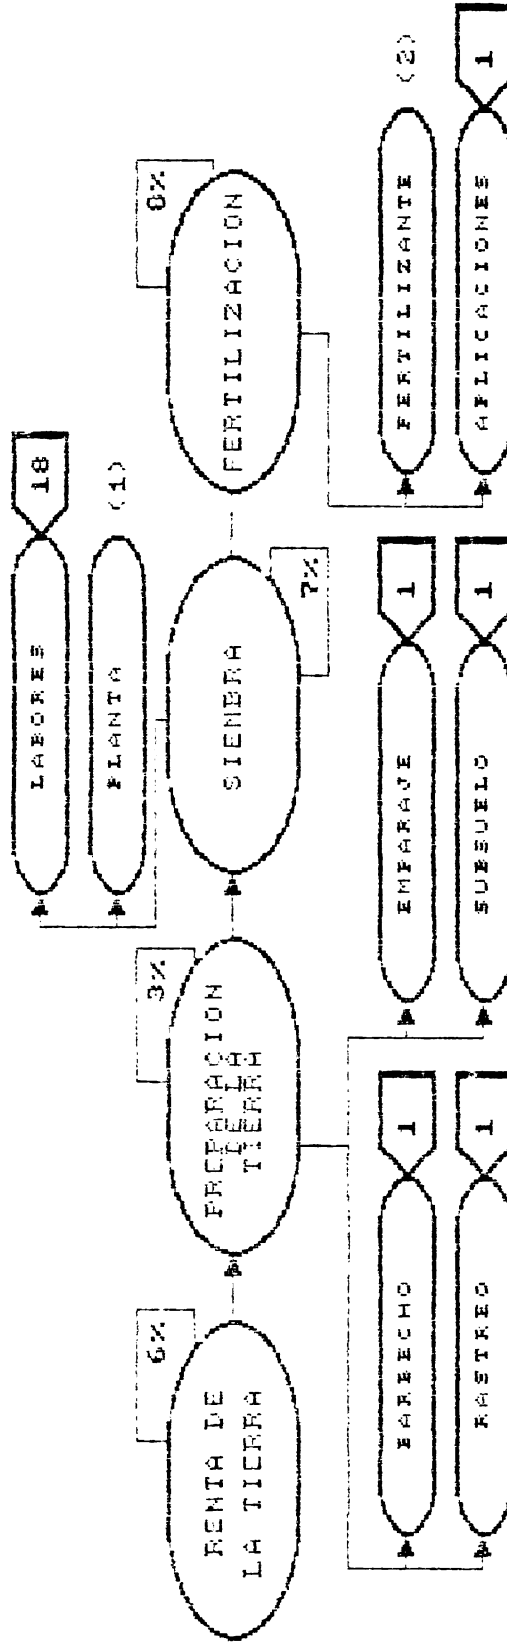 LABORES
18
PLANTA
(1)
6%
3%
8%
RENTA DE
LA TIERRA
PREPARACION
DE LA
TIERRA
SIEMBRA
FERTILIZACION
7%
BARBECHO
1
EMPARAJE
1
FERTILIZANTE
(2)
RASTREO
1
SUBSUELO
1
APLICACIONES
1